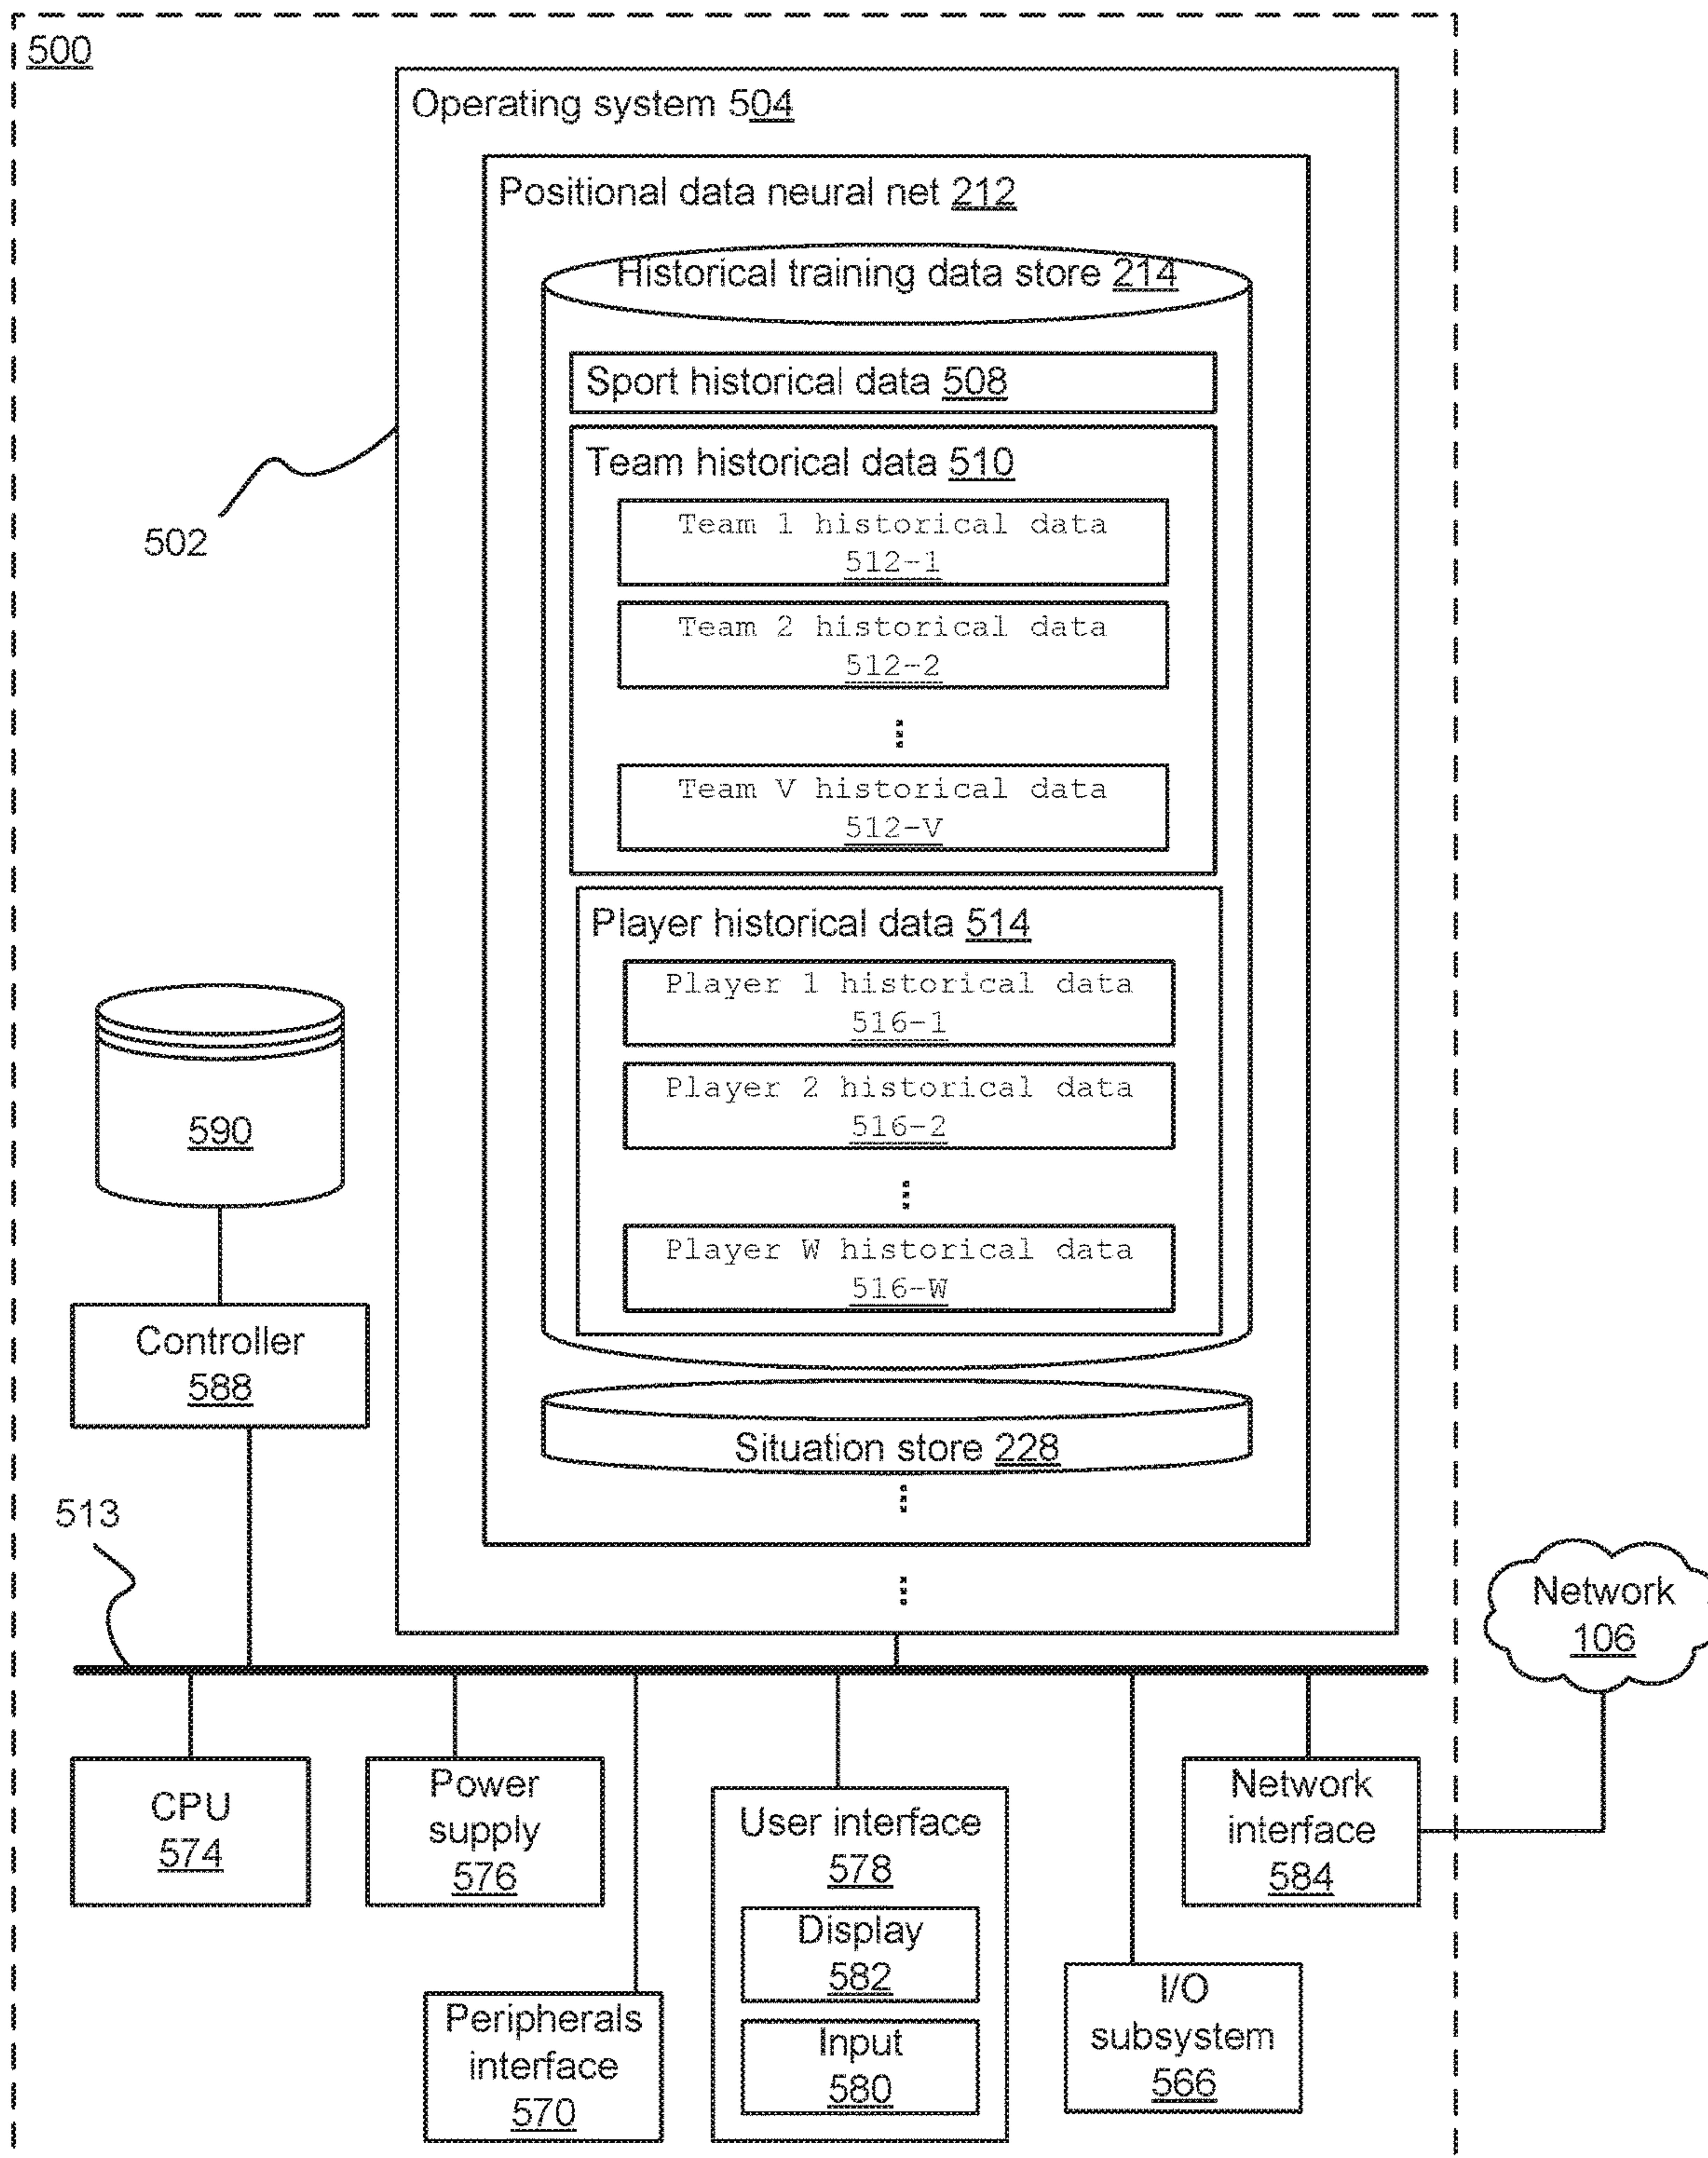 500
Operating system 504
Positional data neural net 212
Historical training data store 214
Sport historical data 508
Team historical data 510
Team 1 historical data
512-1
Team 2 historical data
512-2
Team V historical data
512-V
502
Player historical data 514
Player 1 historical data
516-1
Player 2 historical data
516-2
Player W historical data
516-W
590
Controller
588
Situation store 228
513
Network
106
CPU
574
Power
supply
576
User interface
578
Display
582
Input
580
Network
interface
584
Peripherals
interface
570
I/O
subsystem
566